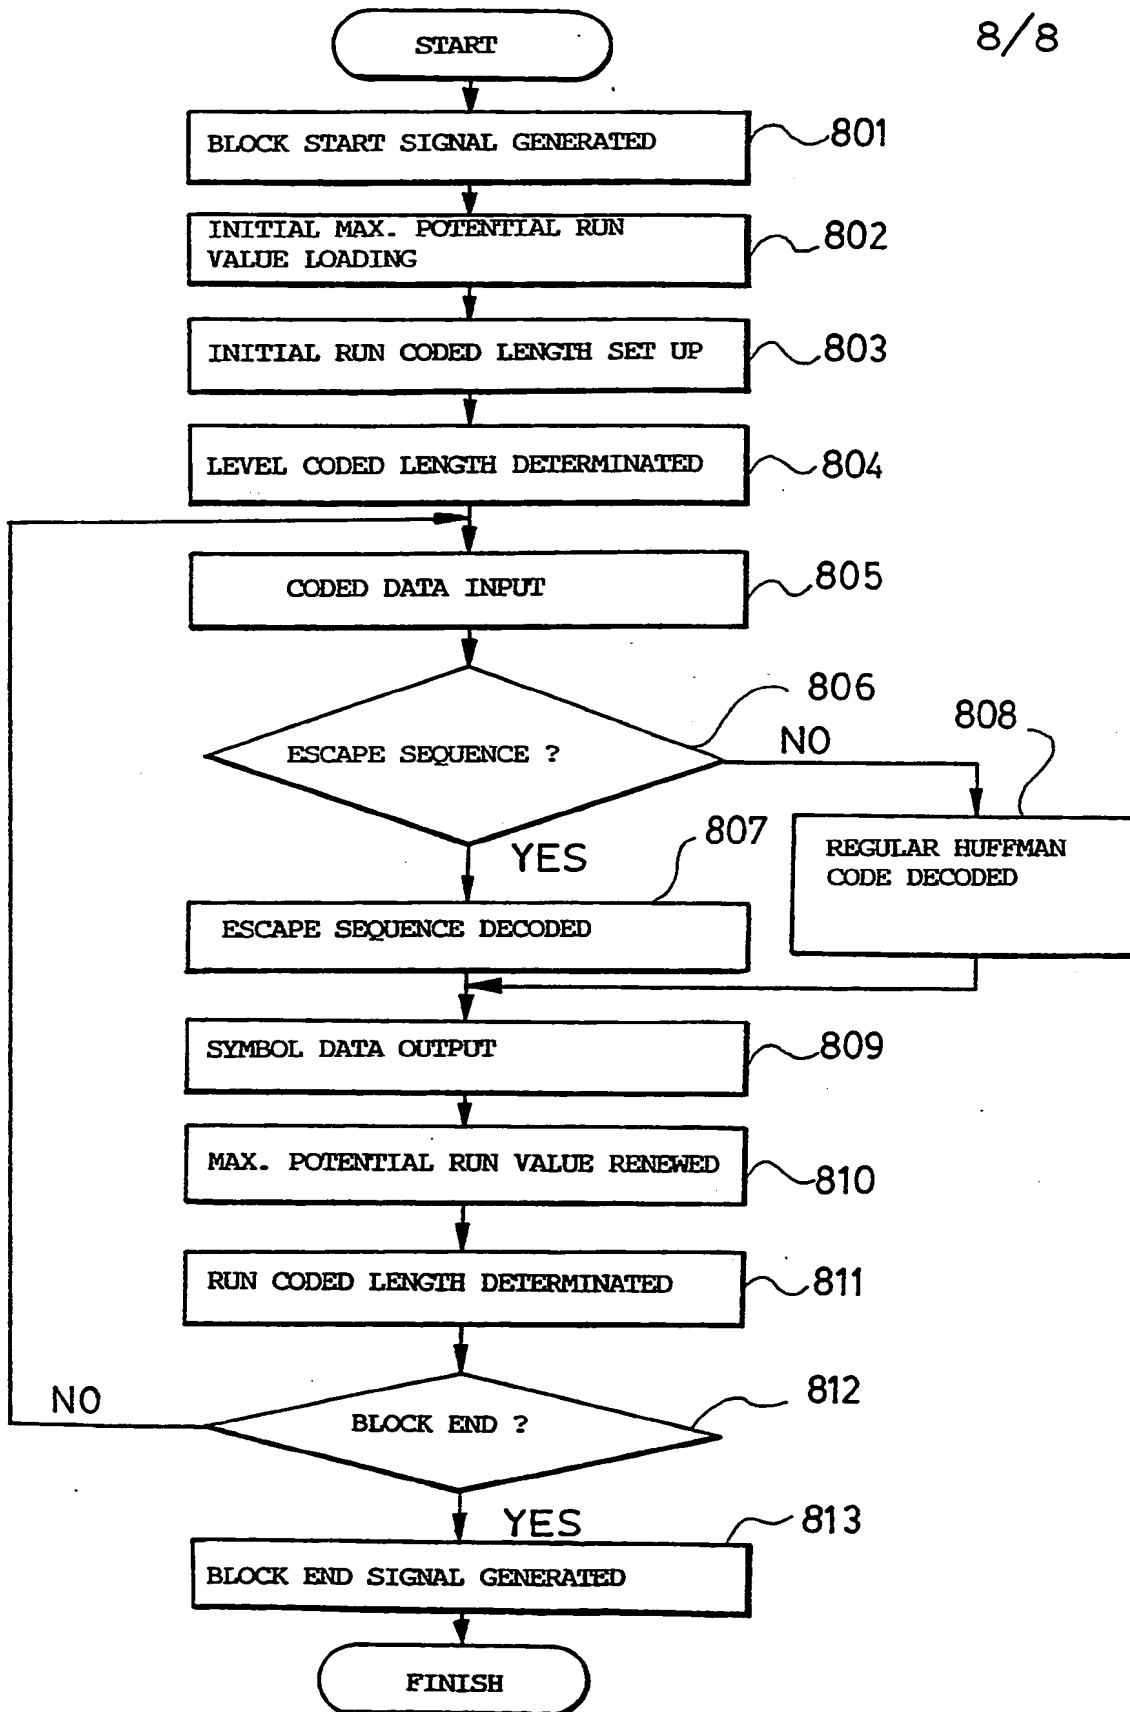 8/8
START
BLOCK START SIGNAL GENERATED
801
INITIAL MAX. POTENTIAL RUN
VALUE LOADING
802
INITIAL RUN CODED LENGTH SET UP
803
LEVEL CODED LENGTH DETERMINATED
804
CODED DATA INPUT
805
ESCAPE SEQUENCE ?
806
NO
808
YES
807
REGULAR HUFFMAN
CODE DECODED
ESCAPE SEQUENCE DECODED
SYMBOL DATA OUTPUT
809
MAX. POTENTIAL RUN VALUE RENEWED
810
RUN CODED LENGTH DETERMINATED
811
NO
BLOCK END ?
812
YES
813
BLOCK END SIGNAL GENERATED
FINISH